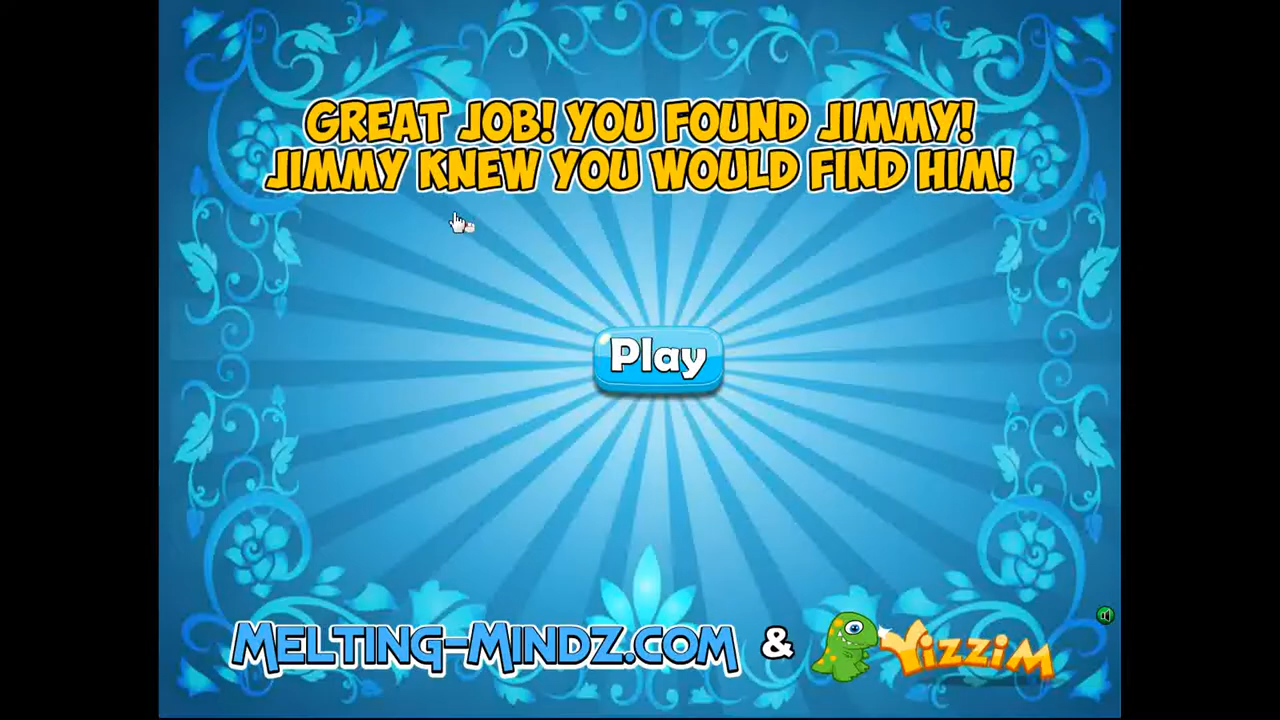 GREAT JOB! YOU FOUND JIMMY!
JIMMY KNEW YOU WOULD FIND HIM!
Play
MELTING-MINDZ.COM & YIZZIM